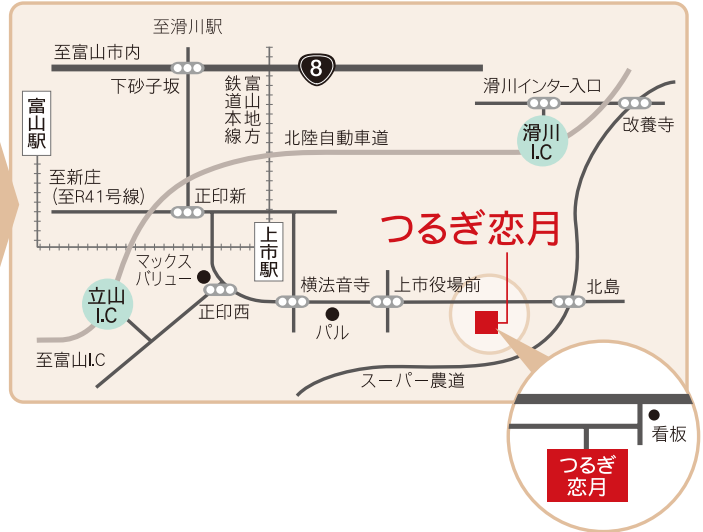 至滑川駅
至富山市内
8
下砂子坂
富山地方
鉄道本線
滑川インター入口
滑川
I.C
改養寺
富山駅
北陸自動車道
至新庄
(至R41号線)
正印新
上市駅
つるぎ恋月
マックス
バリュー
横法音寺
上市役場前
北島
立山
I.C
正印西
パル
至富山I.C
スーパー農道
看板
つるぎ
恋月